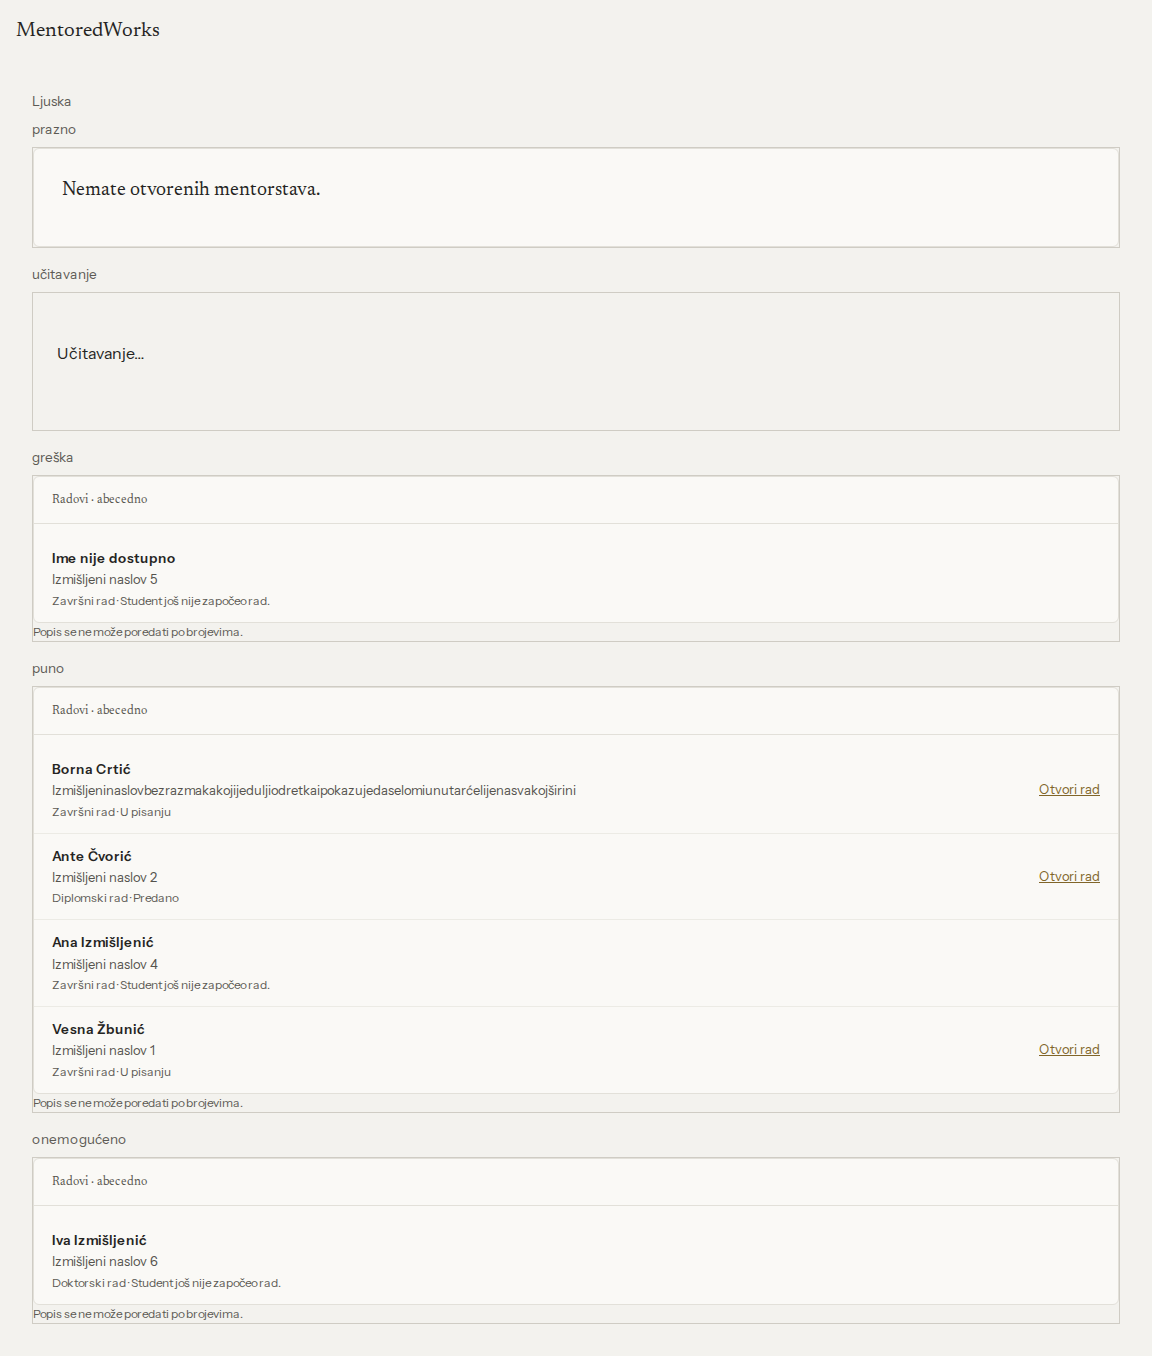 MentoredWorks
Ljuska
prazno
Nemate otvorenih mentorstava.
učitavanje
Učitavanje…
greška
Radovi · abecedno
Ime nije dostupno
Izmišljeni naslov 5
Završni rad · Student još nije započeo rad.
Popis se ne može poredati po brojevima.
puno
Radovi · abecedno
Borna Crtić
Izmišljeninaslovbezrazmakakojijeduljiodretkaipokazujedaselomiunutarćelijenasvakojširini
Otvori rad
Završni rad · U pisanju
Ante Čvorić
Izmišljeni naslov 2
Otvori rad
Diplomski rad · Predano
Ana Izmišljenić
Izmišljeni naslov 4
Završni rad · Student još nije započeo rad.
Vesna Žbunić
Izmišljeni naslov 1
Otvori rad
Završni rad · U pisanju
Popis se ne može poredati po brojevima.
onemogućeno
Radovi · abecedno
Iva Izmišljenić
Izmišljeni naslov 6
Doktorski rad · Student još nije započeo rad.
Popis se ne može poredati po brojevima.